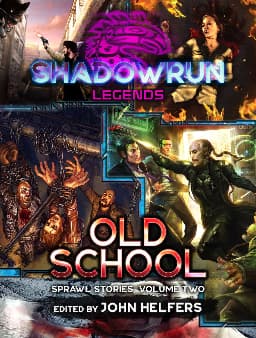 SHADOWRUN
LEGENDS
OLD
SCHOOL
SPRAWL STORIES, VOLUME TWO
EDITED BY JOHN HELFERS